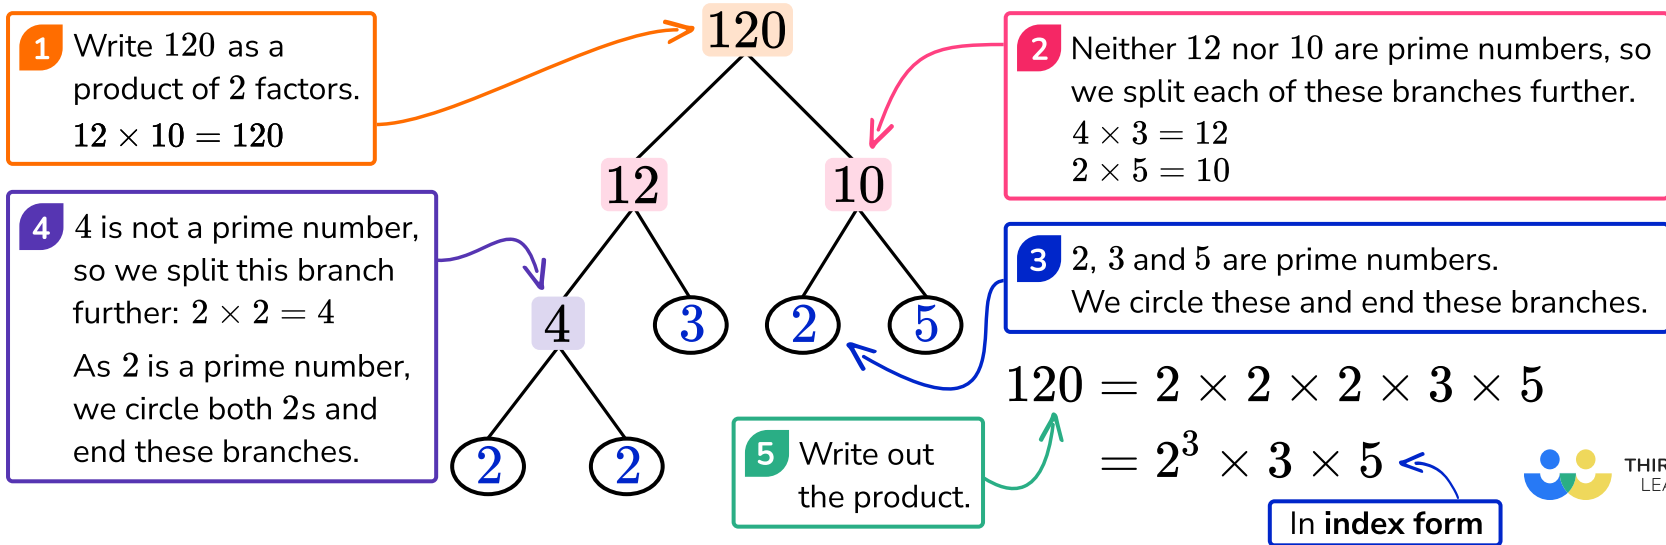 1
Write 120 as a
product of 2 factors.
12 × 10 = 120
120
2
Neither 12 nor 10 are prime numbers, so
we split each of these branches further.
4 × 3 = 12
2 × 5 = 10
12
10
4
4 is not a prime number,
so we split this branch
further: 2 × 2 = 4
As 2 is a prime number,
we circle both 2s and
end these branches.
3
2, 3 and 5 are prime numbers.
We circle these and end these branches.
4
3
2
5
2
2
5
Write out
the product.
120 = 2 × 2 × 2 × 3 × 5
= 2³ × 3 × 5
In index form